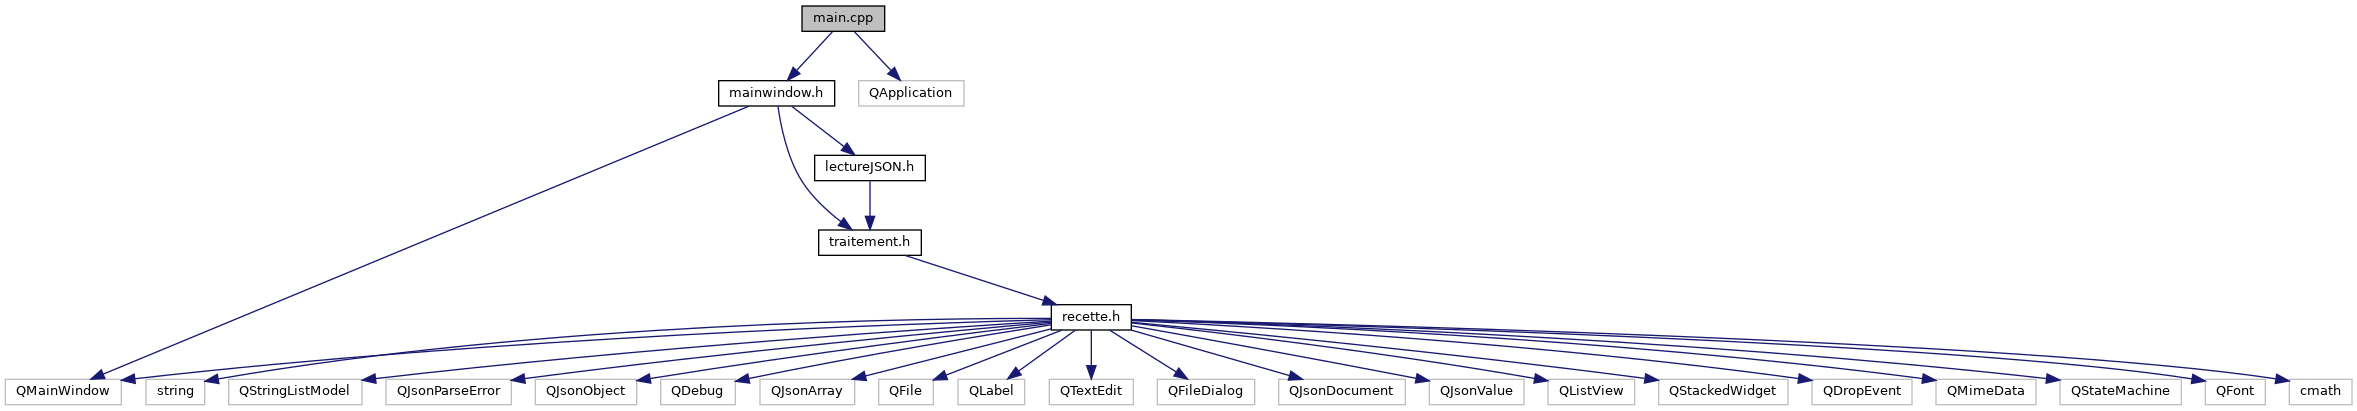 main.cpp
mainwindow.h
QApplication
lectureJSON.h
traitement.h
recette.h
QMainWindow
string
QStringListModel
QJsonParseError
QJsonObject
QDebug
QJsonArray
QFile
QLabel
QTextEdit
QFileDialog
QJsonDocument
QJsonValue
QListView
QStackedWidget
QDropEvent
QMimeData
QStateMachine
QFont
cmath